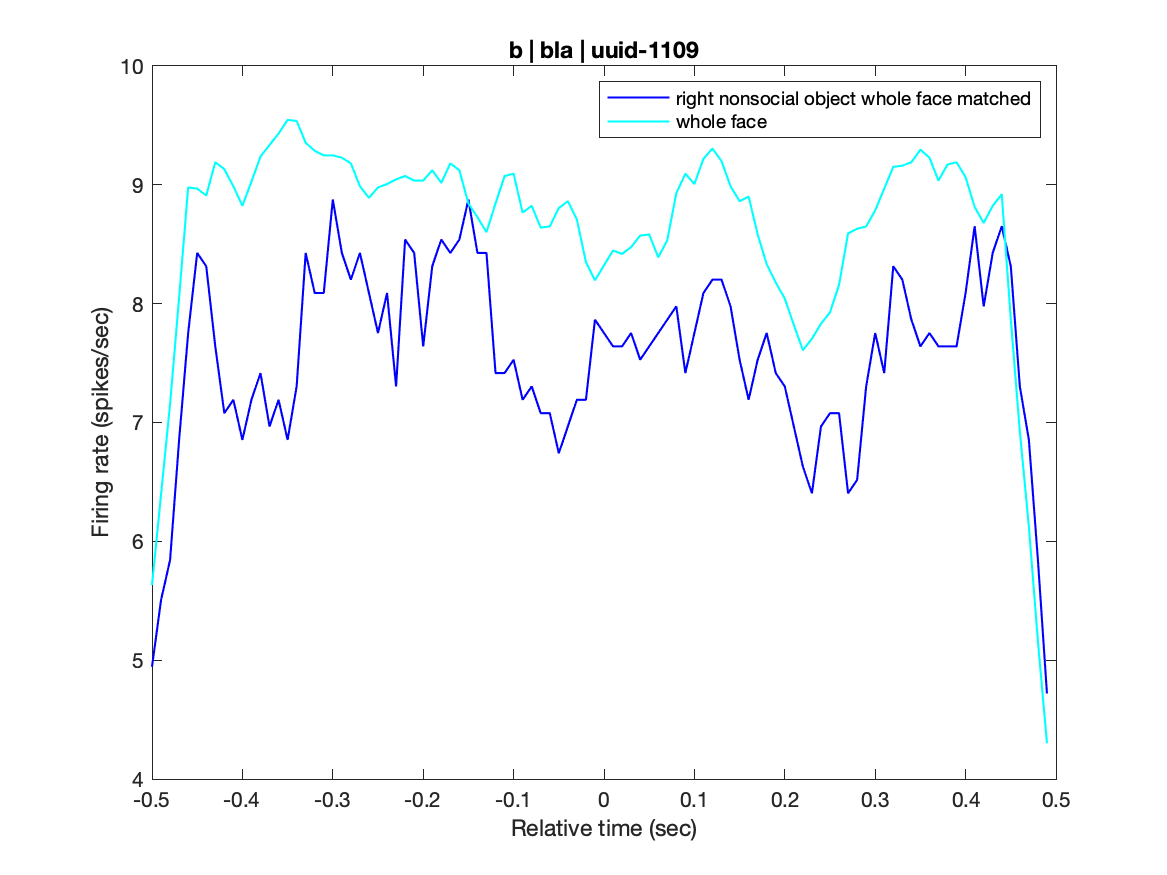 b | bla | uuid-1109
right nonsocial object whole face matched
whole face
Firing rate (spikes/sec)
10
9
8
7
6
5
4
-0.5 -0.4 -0.3 -0.2 -0.1 0 0.1 0.2 0.3 0.4 0.5
Relative time (sec)